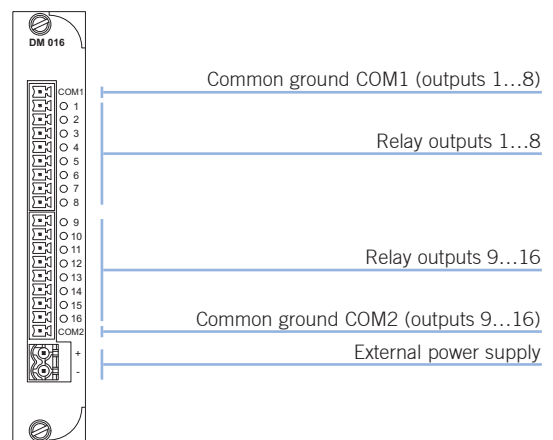 DM 016
COM1
Common ground COM1 (outputs 1…8)
1
2
3
4
5
6
7
8
Relay outputs 1…8
9
10
11
12
13
14
15
16
Relay outputs 9…16
COM2
Common ground COM2 (outputs 9…16)
+
-
External power supply